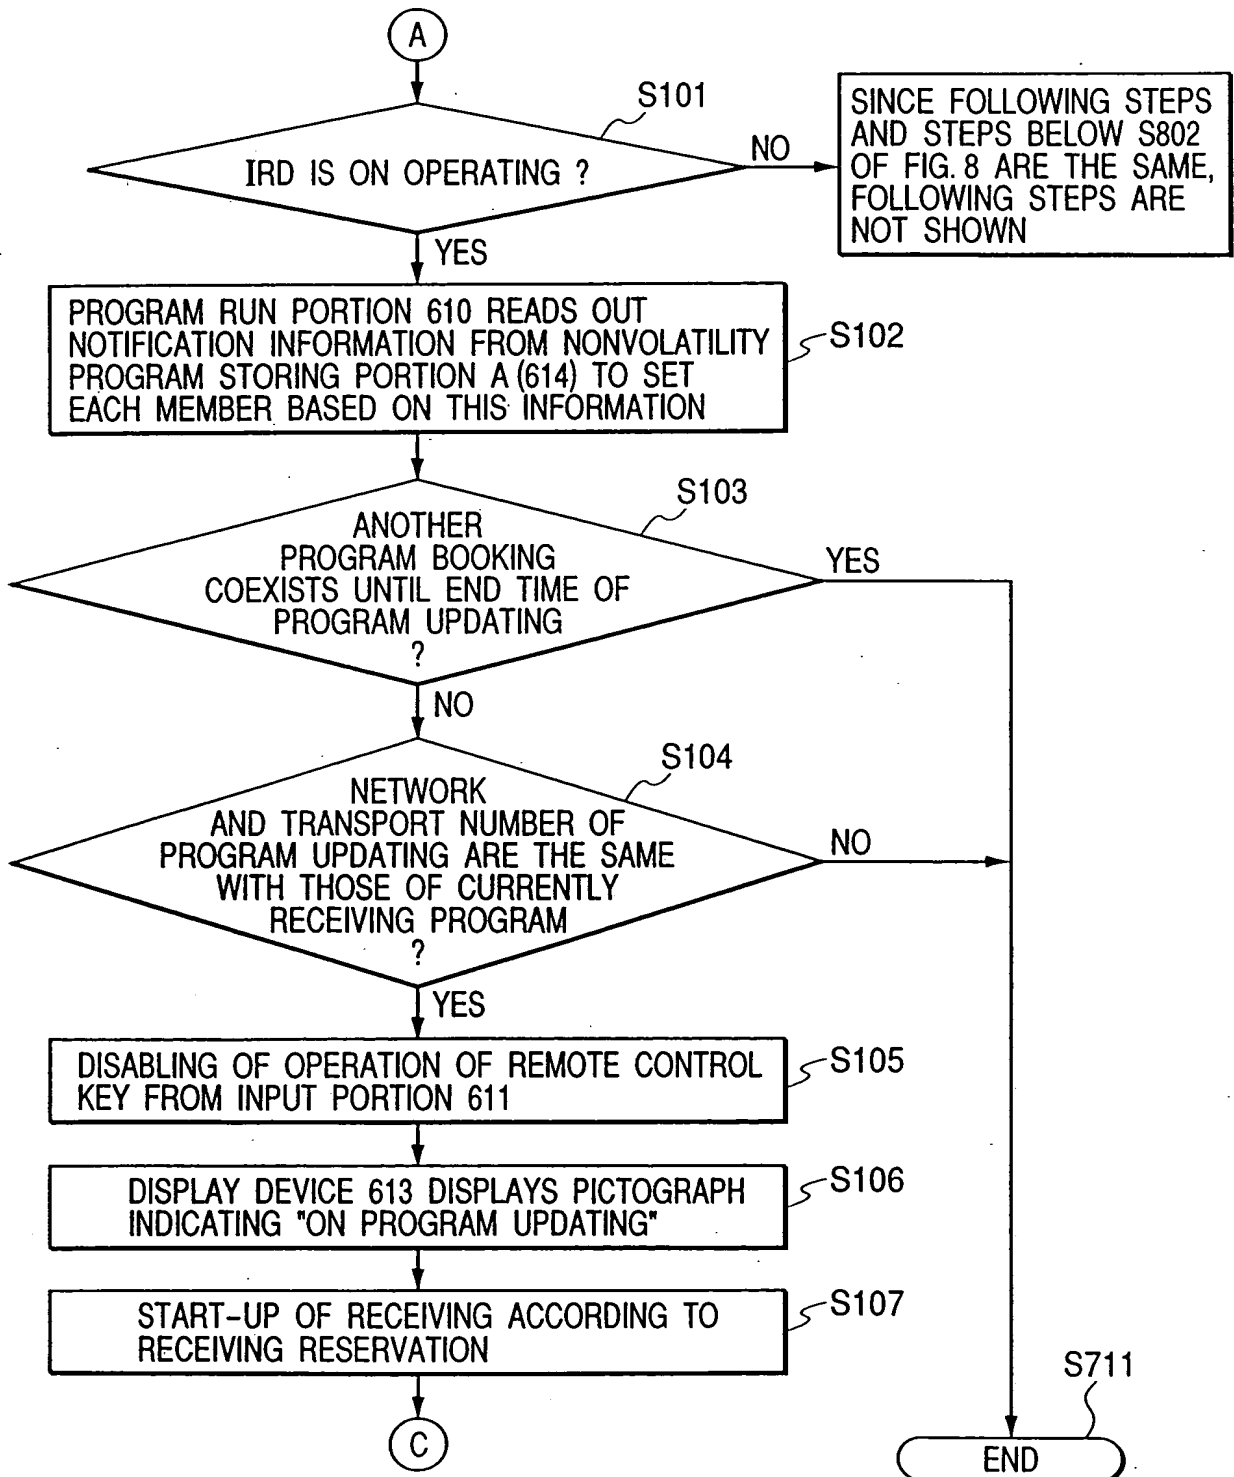 A
S101
IRD IS ON OPERATING ?
NO
SINCE FOLLOWING STEPS
AND STEPS BELOW S802
OF FIG. 8 ARE THE SAME,
FOLLOWING STEPS ARE
NOT SHOWN
YES
PROGRAM RUN PORTION 610 READS OUT
NOTIFICATION INFORMATION FROM NONVOLATILITY
PROGRAM STORING PORTION A (614) TO SET
EACH MEMBER BASED ON THIS INFORMATION
S102
S103
ANOTHER
PROGRAM BOOKING
COEXISTS UNTIL END TIME OF
PROGRAM UPDATING
?
YES
NO
S104
NETWORK
AND TRANSPORT NUMBER OF
PROGRAM UPDATING ARE THE SAME
WITH THOSE OF CURRENTLY
RECEIVING PROGRAM
?
NO
YES
DISABLING OF OPERATION OF REMOTE CONTROL
KEY FROM INPUT PORTION 611
S105
DISPLAY DEVICE 613 DISPLAYS PICTOGRAPH
INDICATING "ON PROGRAM UPDATING"
S106
START-UP OF RECEIVING ACCORDING TO
RECEIVING RESERVATION
S107
C
S711
END